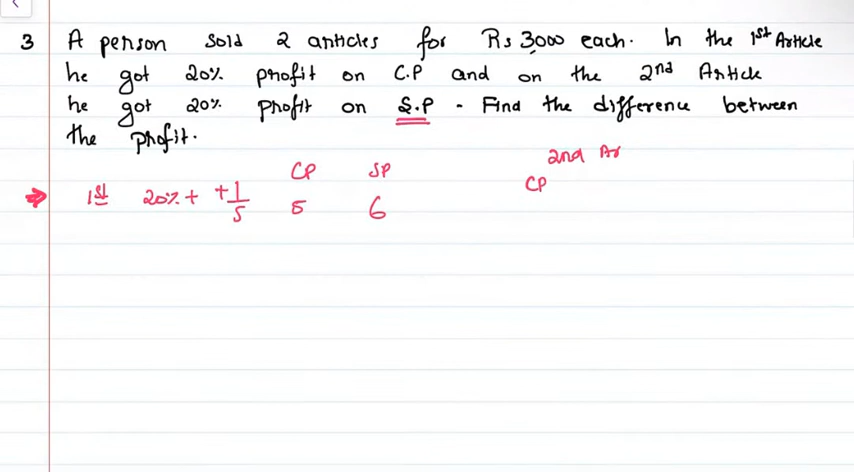 3 A person sold 2 articles for Rs 3000 each. In the 1st Article
he got 20% profit on C.P and on the 2nd Article
he got 20% profit on S.P - Find the difference between
the profit.
CP SP 2nd Ar
1st 20% + +1/5 5 6 CP